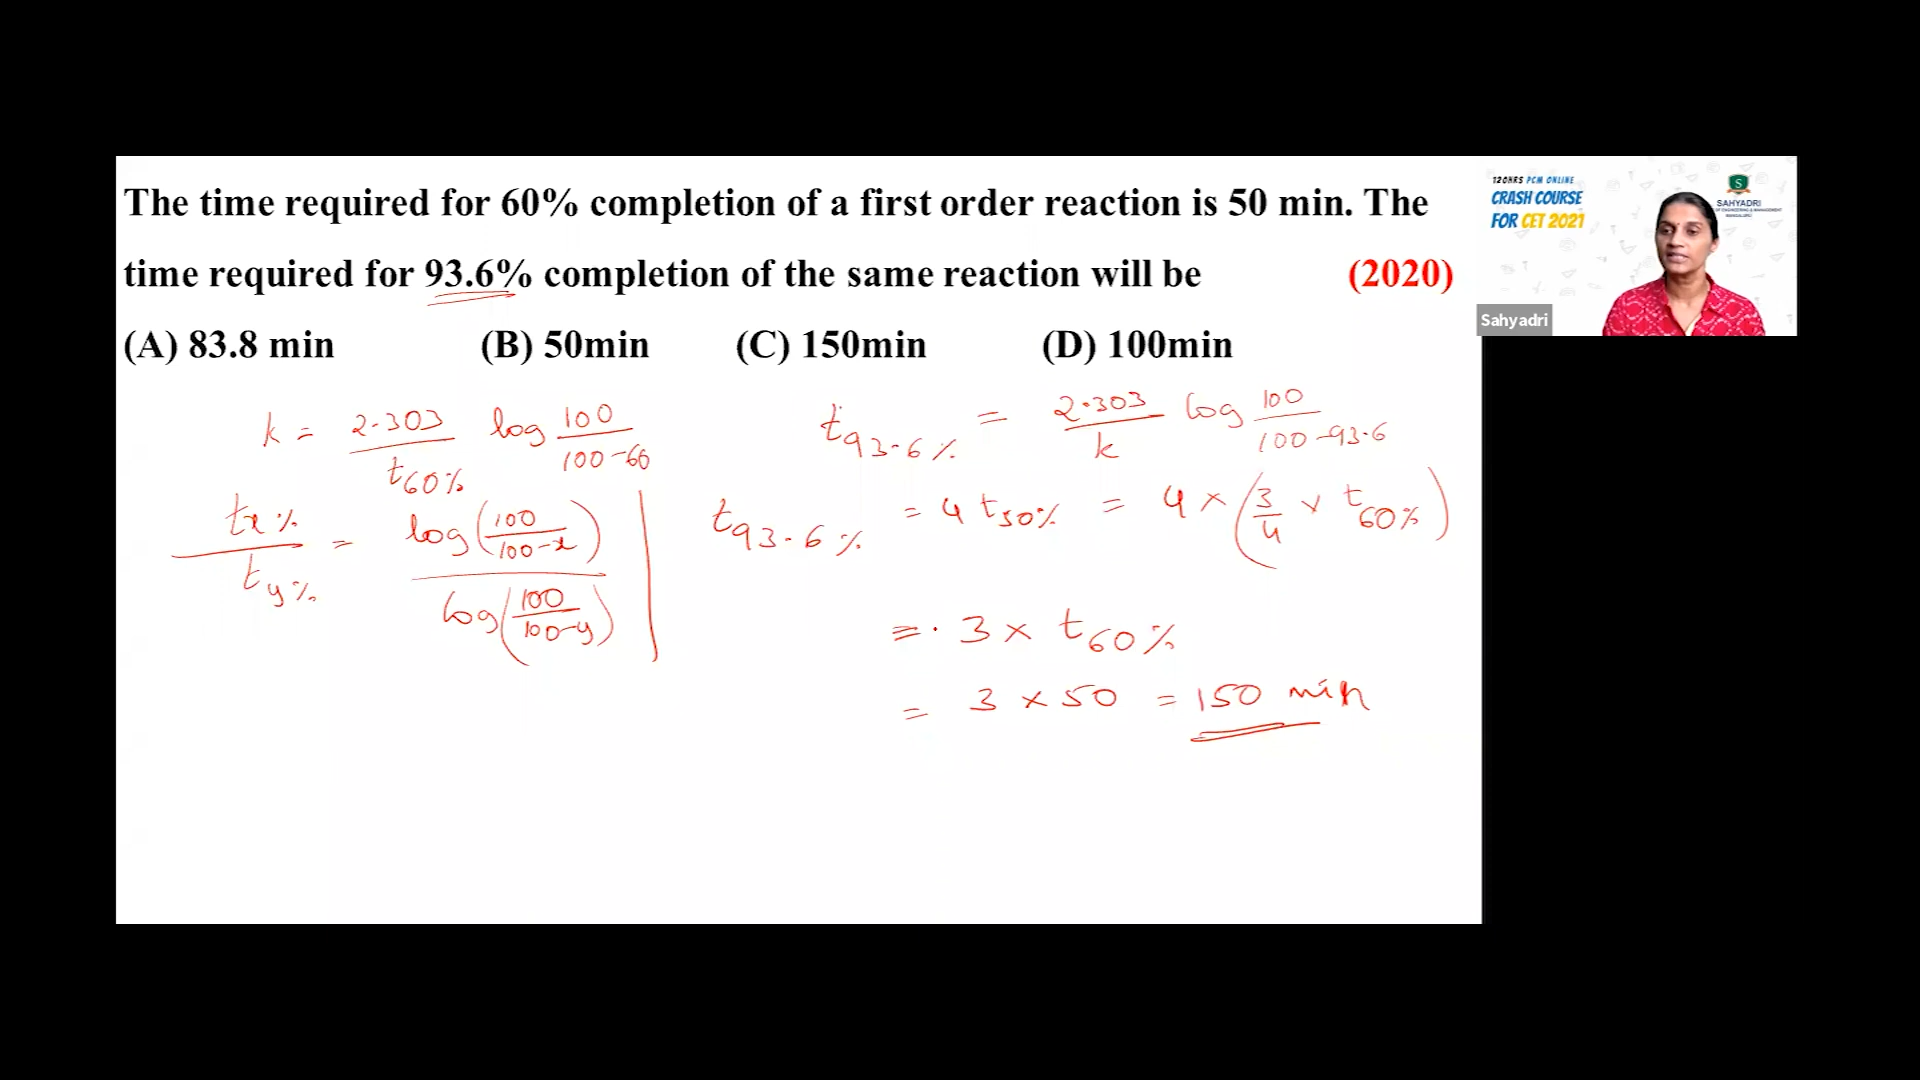 The time required for 60% completion of a first order reaction is 50 min. The
time required for 93.6% completion of the same reaction will be (2020)
(A) 83.8 min (B) 50min (C) 150min (D) 100min
k = 2.303 / t60% log 100 / 100-60
tx% / ty% = log(100 / 100-x) / log(100 / 100-y)
t93.6% = 2.303 / k log 100 / 100-93.6
t93.6% = 4 t50% = 4 × (3/4 × t60%)
= 3 × t60%
= 3 × 50 = 150 min
120HRS PCM ONLINE
CRASH COURSE
FOR CET 2021
S
SAHYADRI
Sahyadri